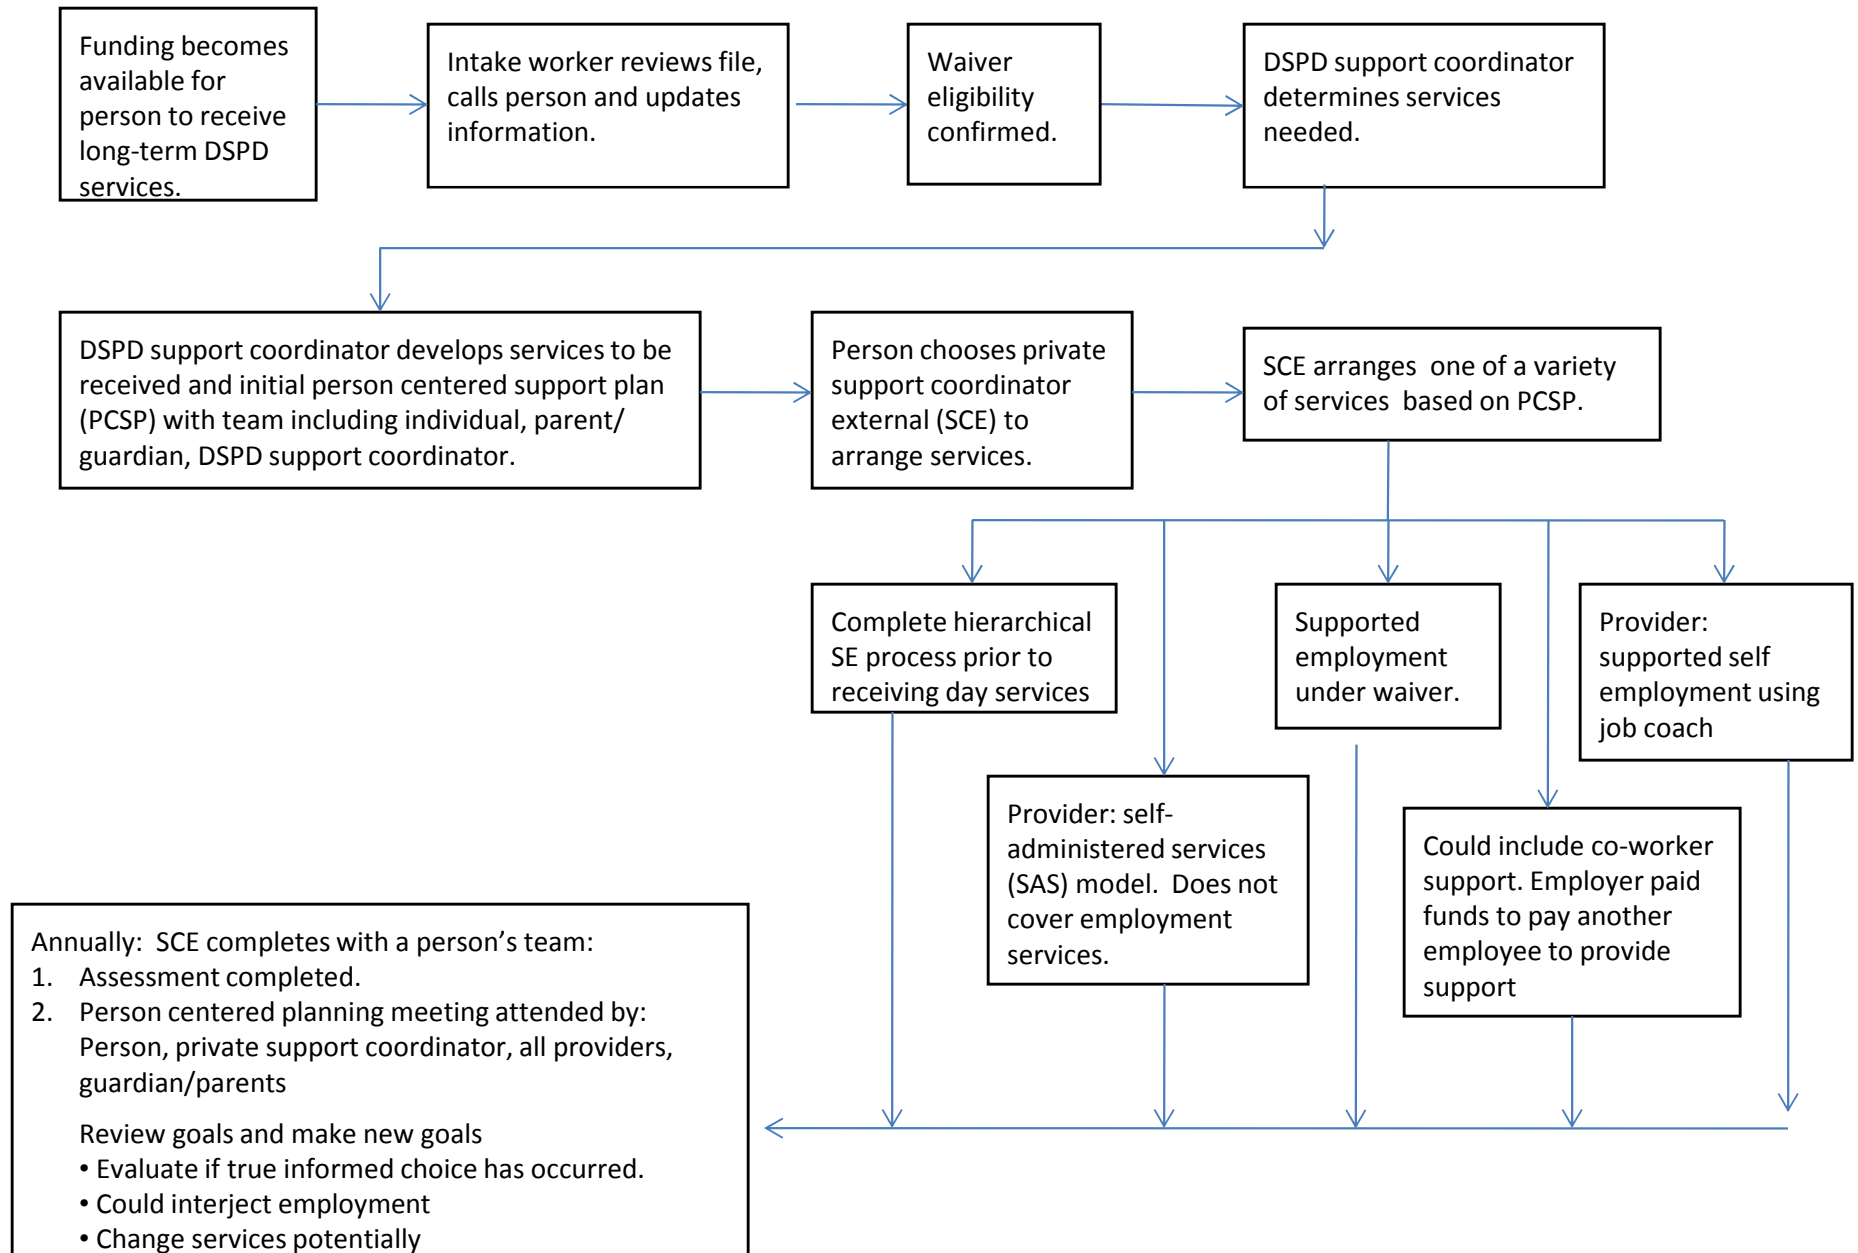 Funding becomes
available for
person to receive
long-term DSPD
services.
Intake worker reviews file,
calls person and updates
information.
Waiver
eligibility
confirmed.
DSPD support coordinator
determines services
needed.
DSPD support coordinator develops services to be
received and initial person centered support plan
(PCSP) with team including individual, parent/
guardian, DSPD support coordinator.
Person chooses private
support coordinator
external (SCE) to
arrange services.
SCE arranges one of a variety
of services based on PCSP.
Complete hierarchical
SE process prior to
receiving day services
Supported
employment
under waiver.
Provider:
supported self
employment using
job coach
Provider: self-
administered services
(SAS) model. Does not
cover employment
services.
Could include co-worker
support. Employer paid
funds to pay another
employee to provide
support
Annually: SCE completes with a person’s team:
1. Assessment completed.
2. Person centered planning meeting attended by:
Person, private support coordinator, all providers,
guardian/parents
Review goals and make new goals
• Evaluate if true informed choice has occurred.
• Could interject employment
• Change services potentially